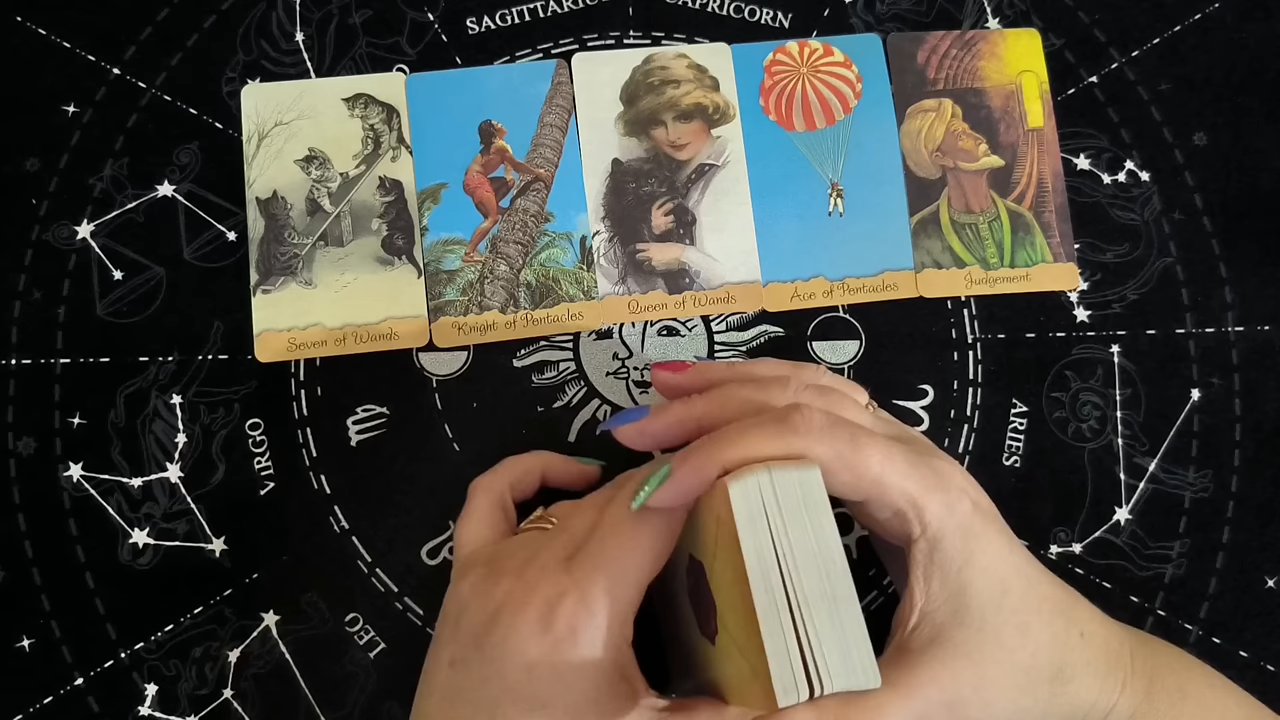 SAGITTARIUS
CAPRICORN
Seven of Wands
Knight of Pentacles
Queen of Wands
Ace of Pentacles
Judgement
VIRGO
ARIES
LEO